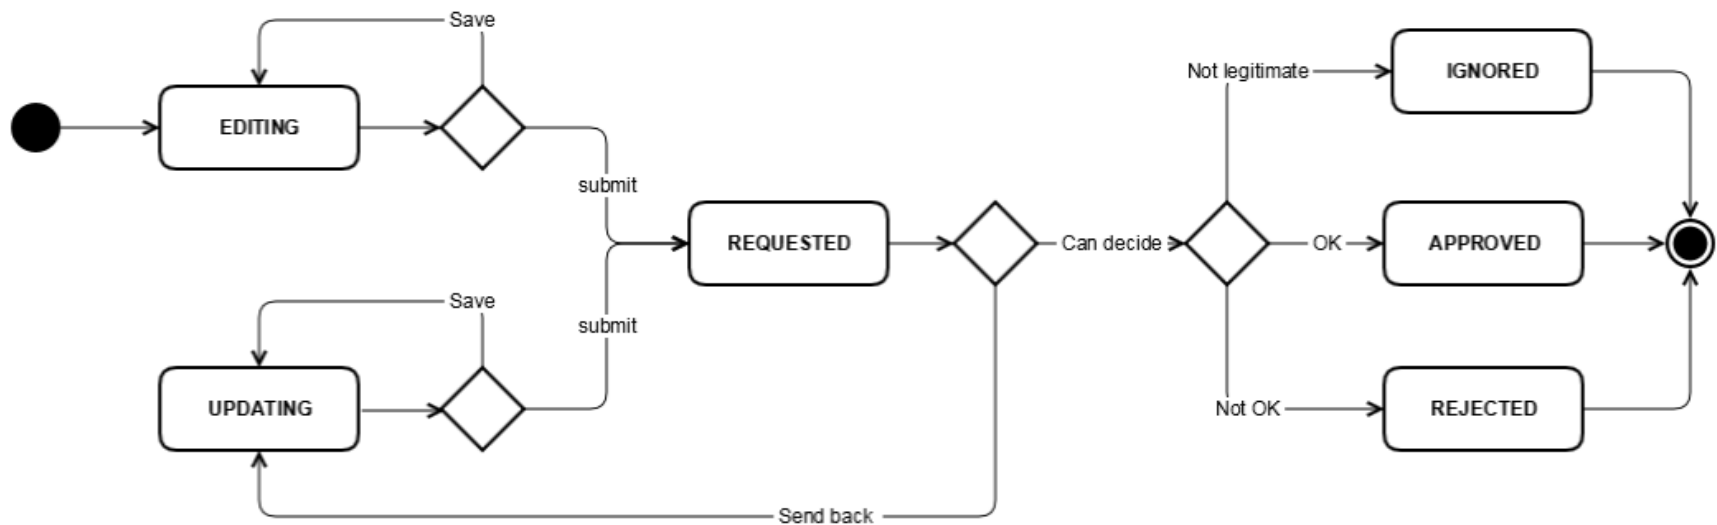 Save
EDITING
submit
Save
submit
UPDATING
REQUESTED
Can decide
Send back
Not legitimate
IGNORED
OK
APPROVED
Not OK
REJECTED